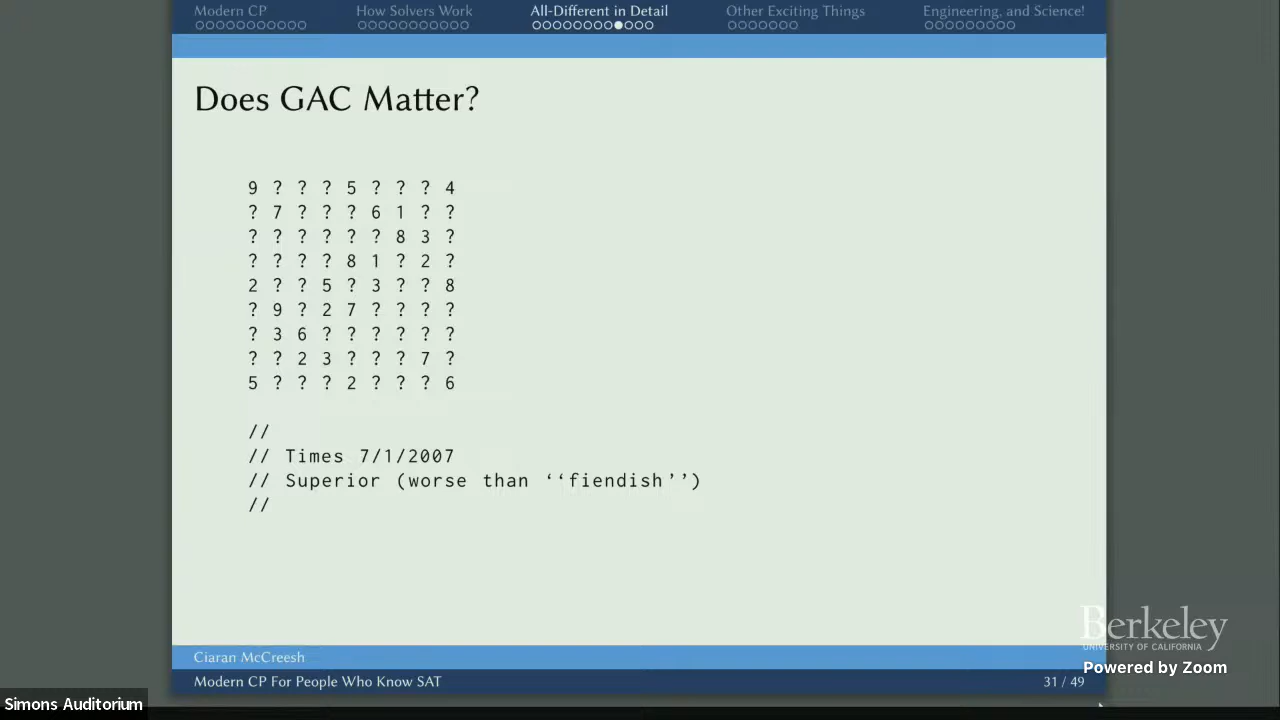 Modern CP How Solvers Work All-Different in Detail Other Exciting Things Engineering, and Science!
Does GAC Matter?
9 ? ? ? 5 ? ? ? 4
? 7 ? ? ? 6 1 ? ?
? ? ? ? ? ? 8 3 ?
? ? ? ? 8 1 ? 2 ?
2 ? ? 5 ? 3 ? ? 8
? 9 ? 2 7 ? ? ? ?
? 3 6 ? ? ? ? ? ?
? ? 2 3 ? ? ? 7 ?
5 ? ? ? 2 ? ? ? 6
//
// Times 7/1/2007
// Superior (worse than ‘‘fiendish’’)
//
Ciaran McCreesh
Modern CP For People Who Know SAT 31 / 49
Berkeley
UNIVERSITY OF CALIFORNIA
Powered by Zoom
Simons Auditorium